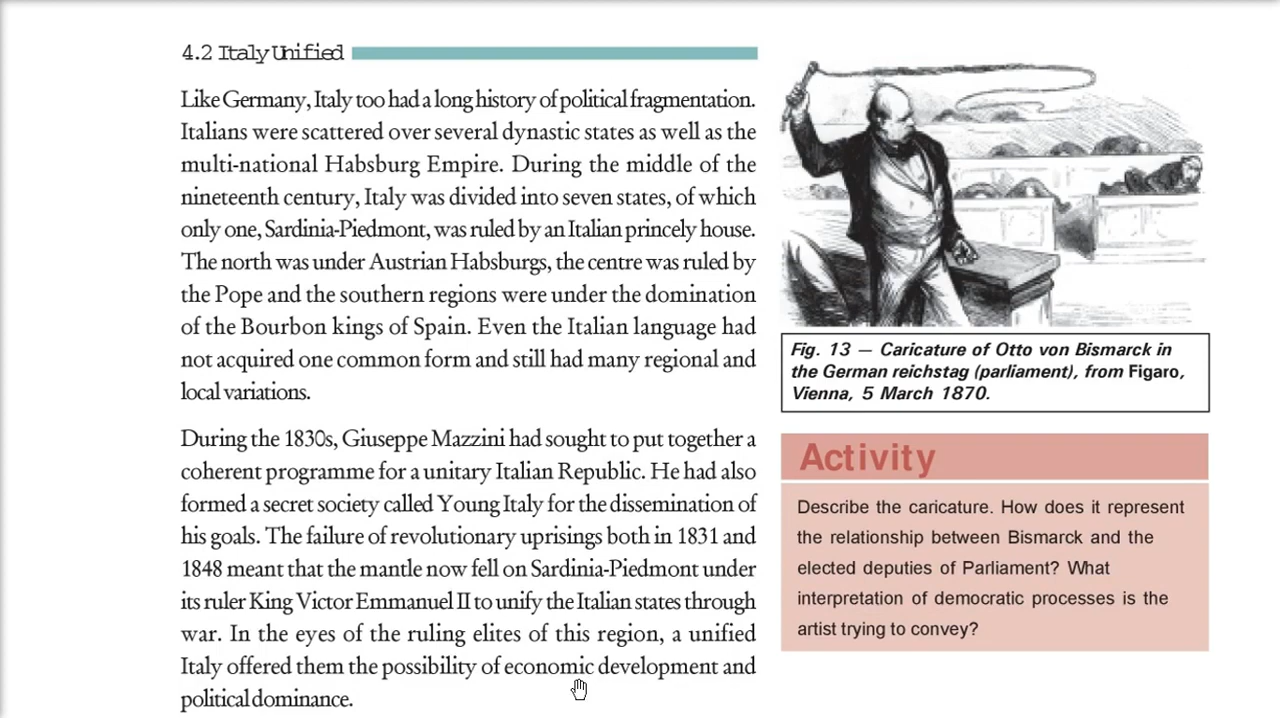 4.2 Italy Unified
Like Germany, Italy too had a long history of political fragmentation.
Italians were scattered over several dynastic states as well as the
multi-national Habsburg Empire. During the middle of the
nineteenth century, Italy was divided into seven states, of which
only one, Sardinia-Piedmont, was ruled by an Italian princely house.
The north was under Austrian Habsburgs, the centre was ruled by
the Pope and the southern regions were under the domination
of the Bourbon kings of Spain. Even the Italian language had
not acquired one common form and still had many regional and
local variations.
During the 1830s, Giuseppe Mazzini had sought to put together a
coherent programme for a unitary Italian Republic. He had also
formed a secret society called Young Italy for the dissemination of
his goals. The failure of revolutionary uprisings both in 1831 and
1848 meant that the mantle now fell on Sardinia-Piedmont under
its ruler King Victor Emmanuel II to unify the Italian states through
war. In the eyes of the ruling elites of this region, a unified
Italy offered them the possibility of economic development and
political dominance.
Fig. 13 — Caricature of Otto von Bismarck in
the German reichstag (parliament), from Figaro,
Vienna, 5 March 1870.
Activity
Describe the caricature. How does it represent
the relationship between Bismarck and the
elected deputies of Parliament? What
interpretation of democratic processes is the
artist trying to convey?